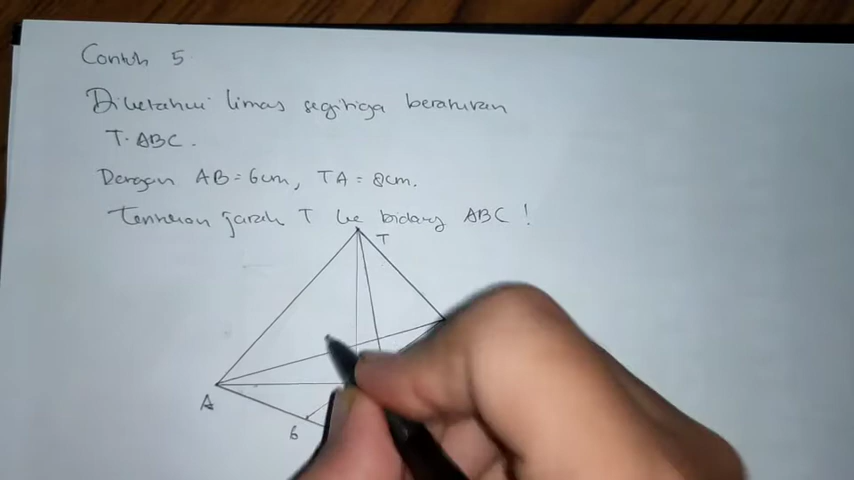 Contoh 5
Diketahui limas segitiga beraturan
T.ABC.
Dengan AB = 6cm, TA = 8cm.
Tentukan jarak T ke bidang ABC !
T
A
6